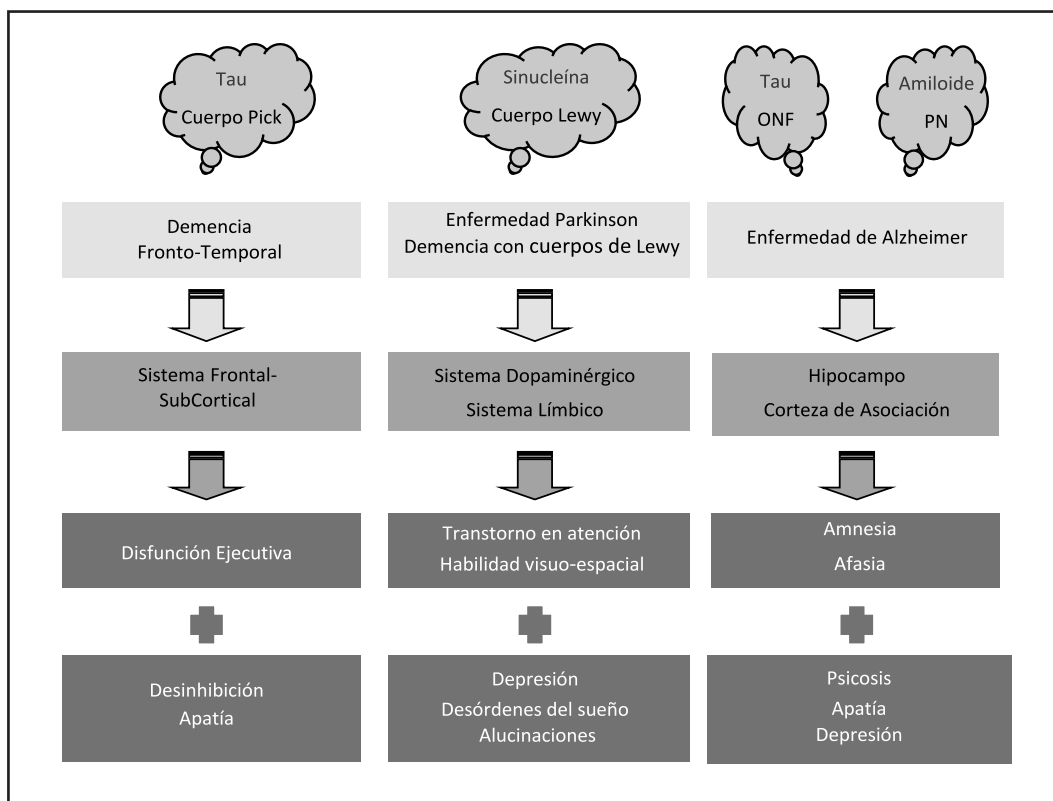 Tau
Cuerpo Pick
Sinucleína
Cuerpo Lewy
Tau
ONF
Amiloide
PN
Demencia
Fronto-Temporal
Enfermedad Parkinson
Demencia con cuerpos de Lewy
Enfermedad de Alzheimer
Sistema Frontal-
SubCortical
Sistema Dopaminérgico
Sistema Límbico
Hipocampo
Corteza de Asociación
Disfunción Ejecutiva
Transtorno en atención
Habilidad visuo-espacial
Amnesia
Afasia
Desinhibición
Apatía
Depresión
Desórdenes del sueño
Alucinaciones
Psicosis
Apatía
Depresión